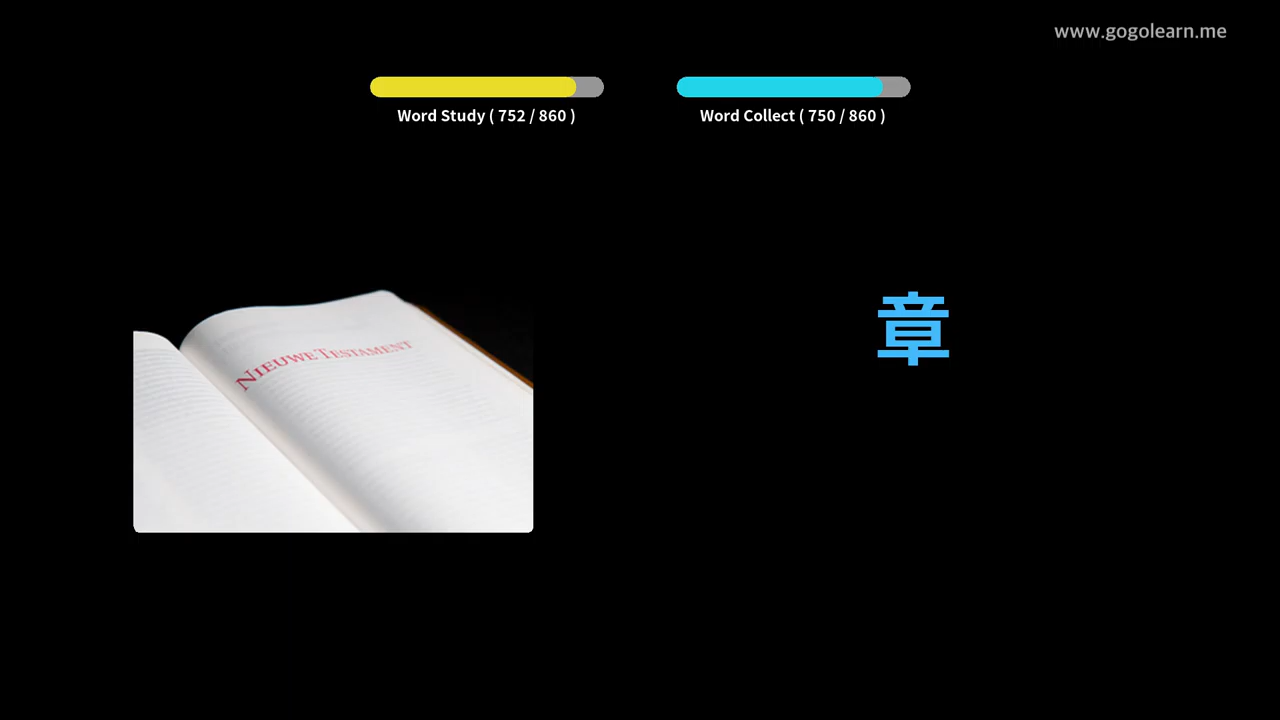 www.gogolearn.me
Word Study ( 752 / 860 )
Word Collect ( 750 / 860 )
NIEUWE TESTAMENT
章